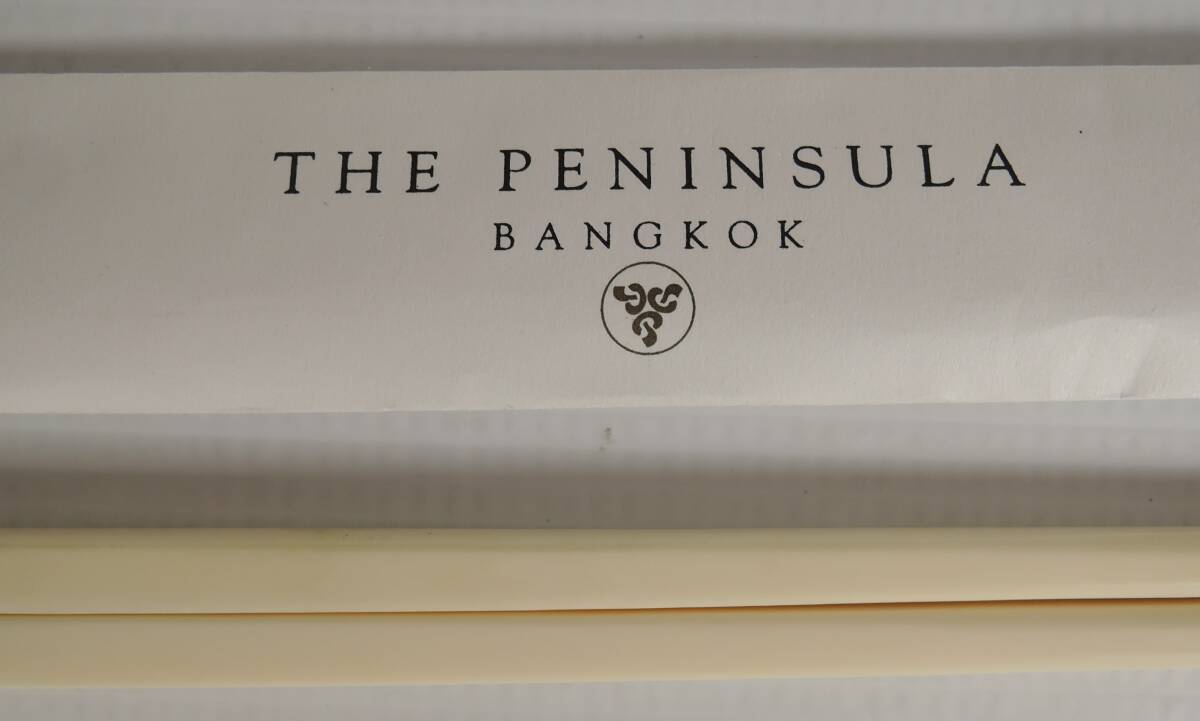 THE PENINSULA
BANGKOK